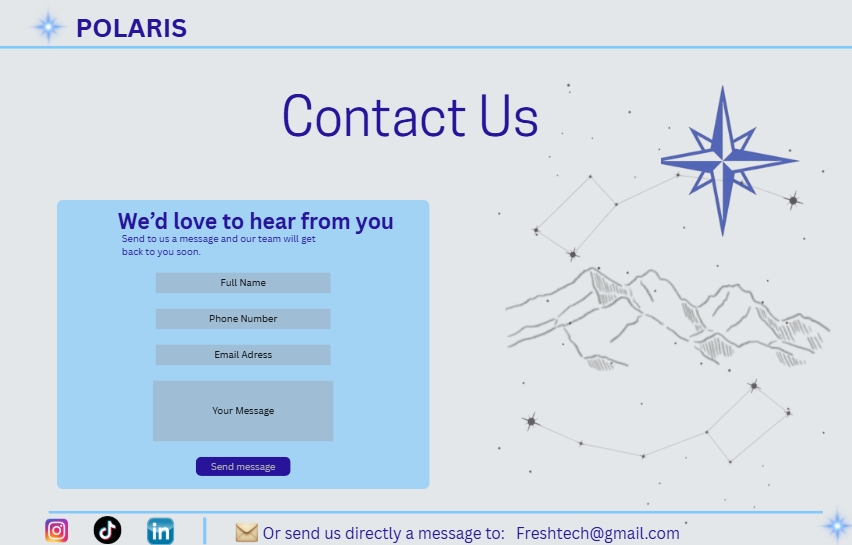 POLARIS
Contact Us
We’d love to hear from you
Send to us a message and our team will get
back to you soon.
Full Name
Phone Number
Email Adress
Your Message
Send message
in
Or send us directly a message to: Freshtech@gmail.com